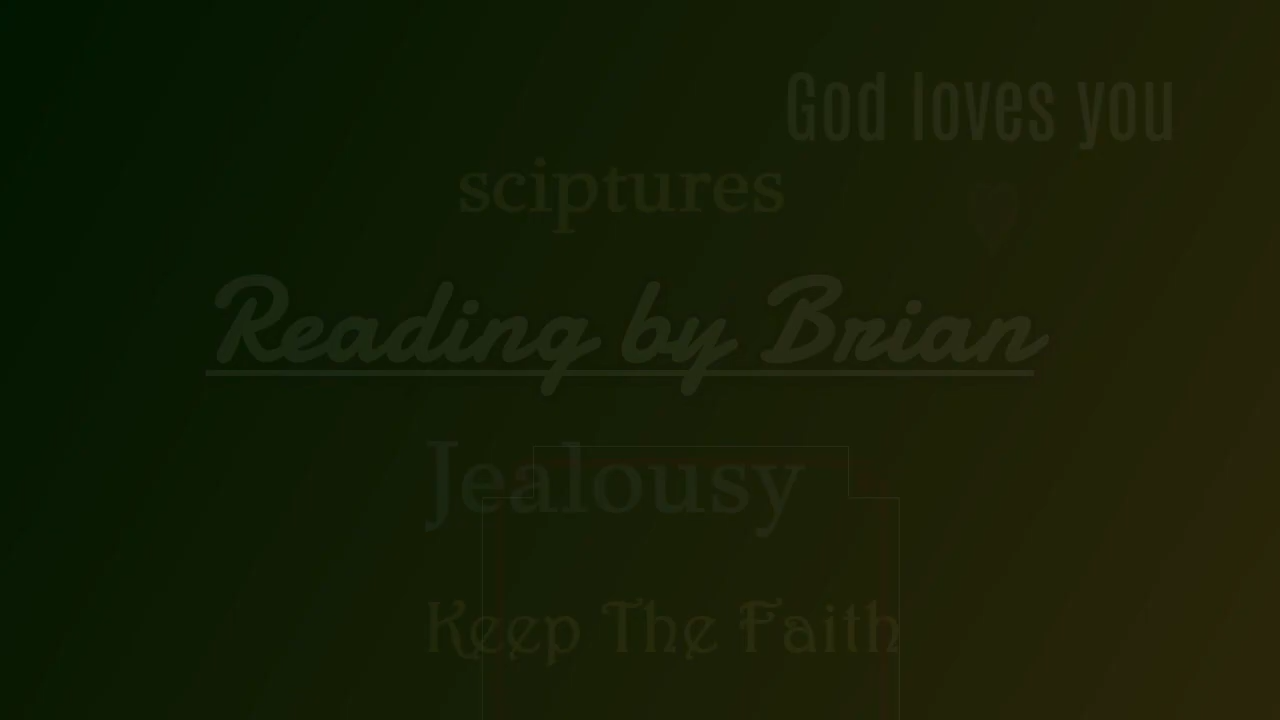 God loves you
sciptures
Reading by Brian
Jealousy
Keep The Faith